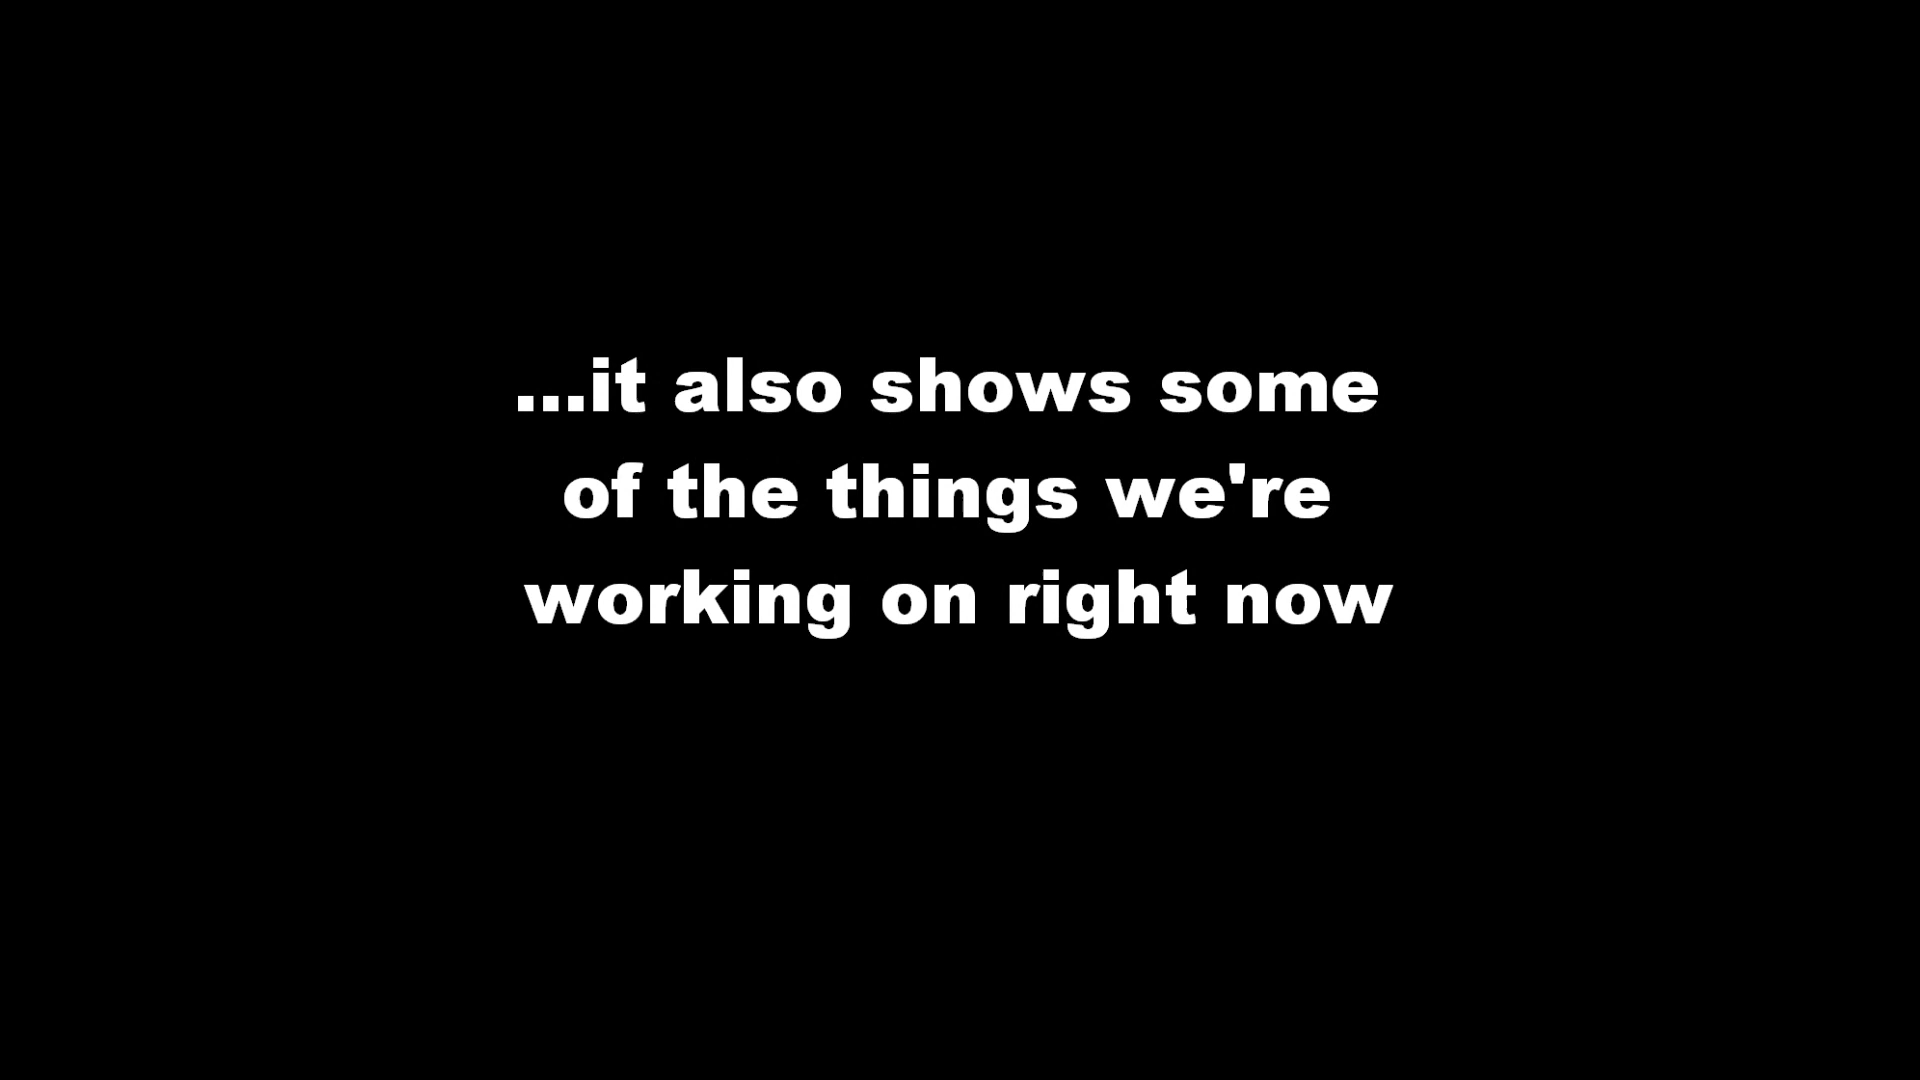 ...it also shows some
of the things we're
working on right now